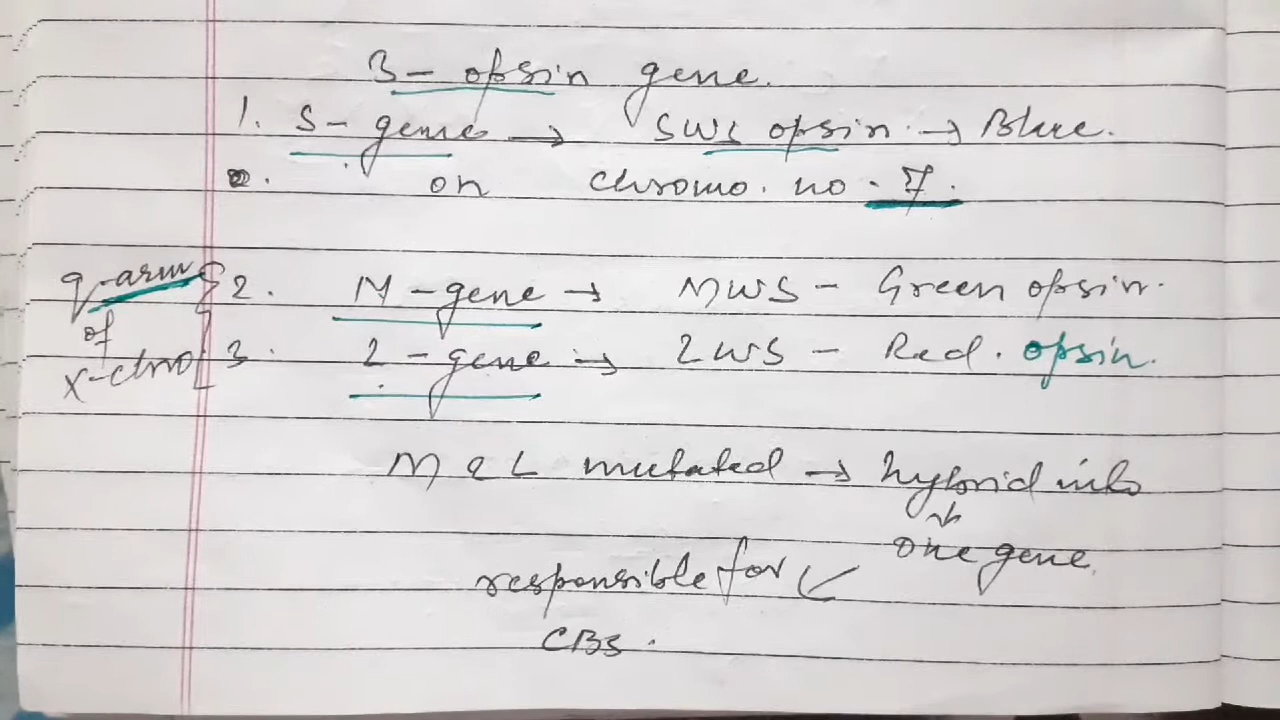 3 - opsin gene.
1. S - gene → SWS opsin. → Blue.
on chromo. no. 7.
q-arm of X-chro
2. M - gene → MWS - Green opsin.
3. L - gene → LWS - Red. opsin.
M & L mutated → hybrid into
one gene.
responsible for
CBS.